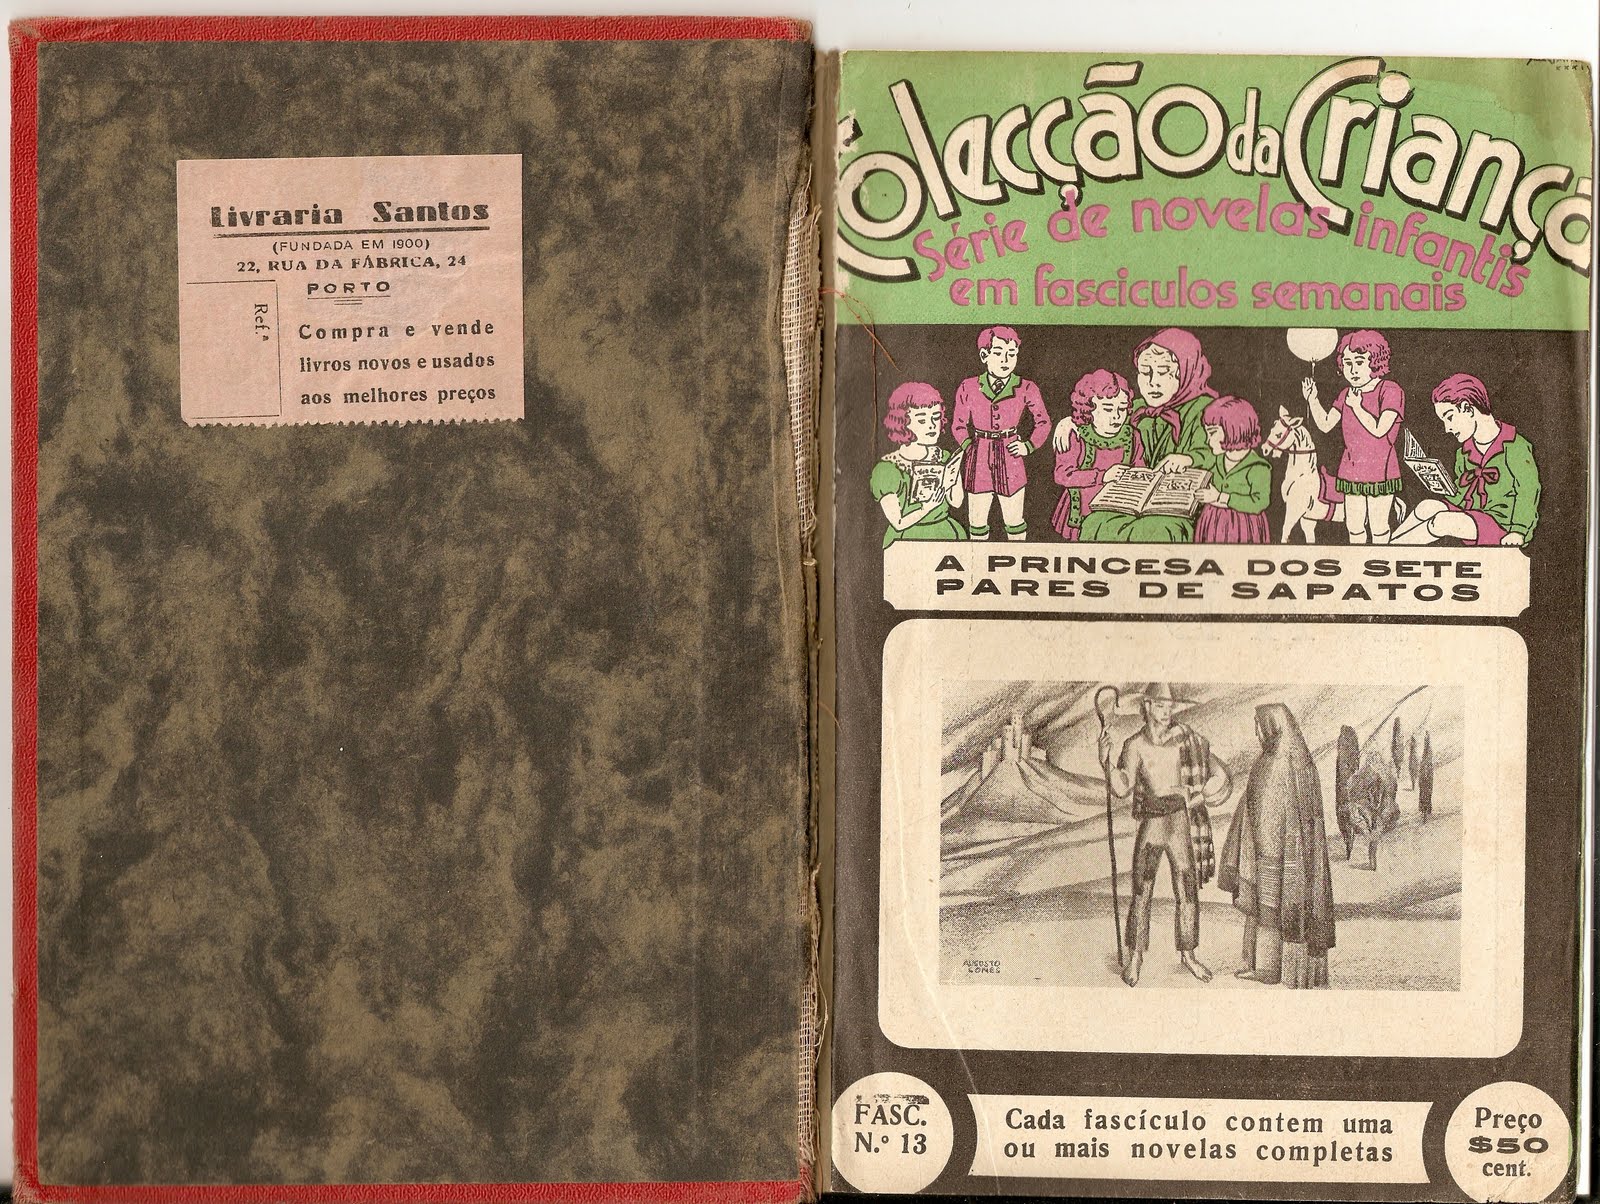 Livraria Santos
(FUNDADA EM 1900)
22, RUA DA FÁBRICA, 24
PORTO
Ref.ª
Compra e vende
livros novos e usados
aos melhores preços
Colecção da Criança
Série de novelas infantis
em fasciculos semanais
A PRINCESA DOS SETE
PARES DE SAPATOS
AUGUSTO
GOMES
FASC.
N.º 13
Cada fascículo contem uma
ou mais novelas completas
Preço
$50
cent.